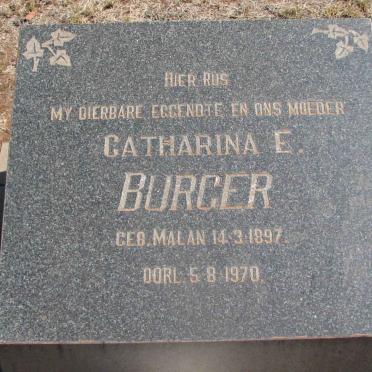 HIER RUS
MY DIERBARE EGGENOTE EN ONS MOEDER
CATHARINA E.
BURGER
GEB. MALAN 14·3·1897.
OORL. 5·8·1970.